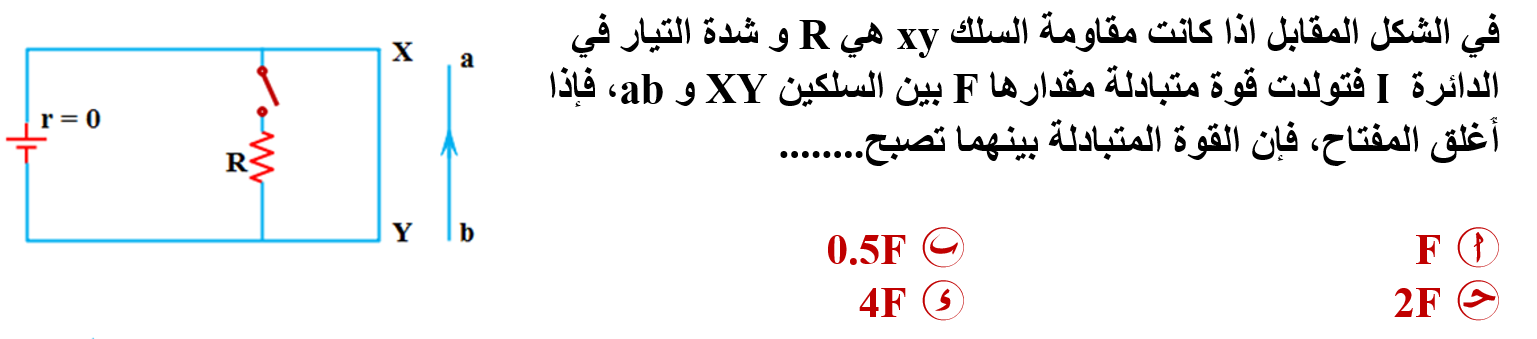 في الشكل المقابل اذا كانت مقاومة السلك xy هي R و شدة التيار في
الدائرة I فتولدت قوة متبادلة مقدارها F بين السلكين XY و ab، فإذا
أغلق المفتاح، فإن القوة المتبادلة بينهما تصبح........
أ F
ب 0.5F
ج 2F
د 4F
X
a
r = 0
R
Y
b